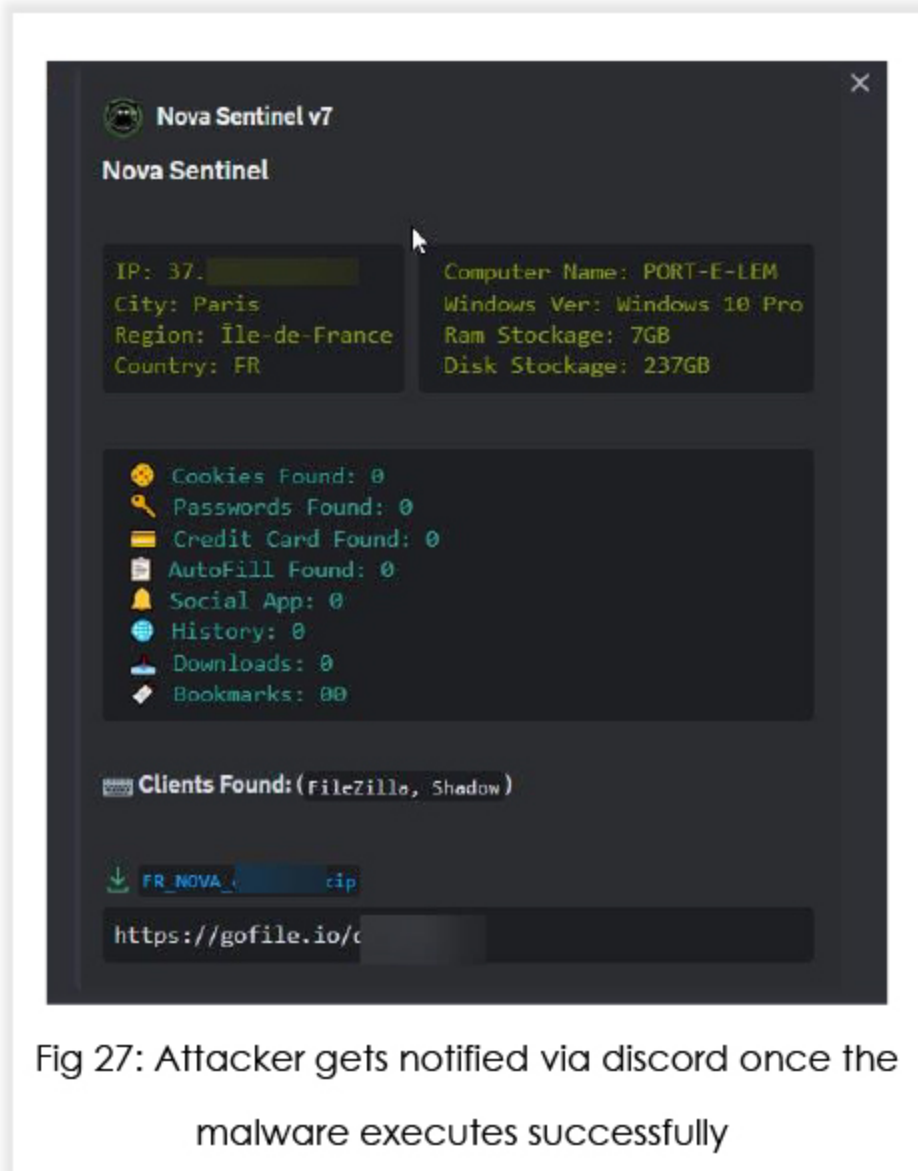 Nova Sentinel v7
Nova Sentinel
IP: 37.
City: Paris
Region: Île-de-France
Country: FR
Computer Name: PORT-E-LEM
Windows Ver: Windows 10 Pro
Ram Stockage: 7GB
Disk Stockage: 237GB
Cookies Found: 0
Passwords Found: 0
Credit Card Found: 0
AutoFill Found: 0
Social App: 0
History: 0
Downloads: 0
Bookmarks: 00
Clients Found: (FileZilla, Shadow)
FR_NOVA_ zip
https://gofile.io/
Fig 27: Attacker gets notified via discord once the
malware executes successfully